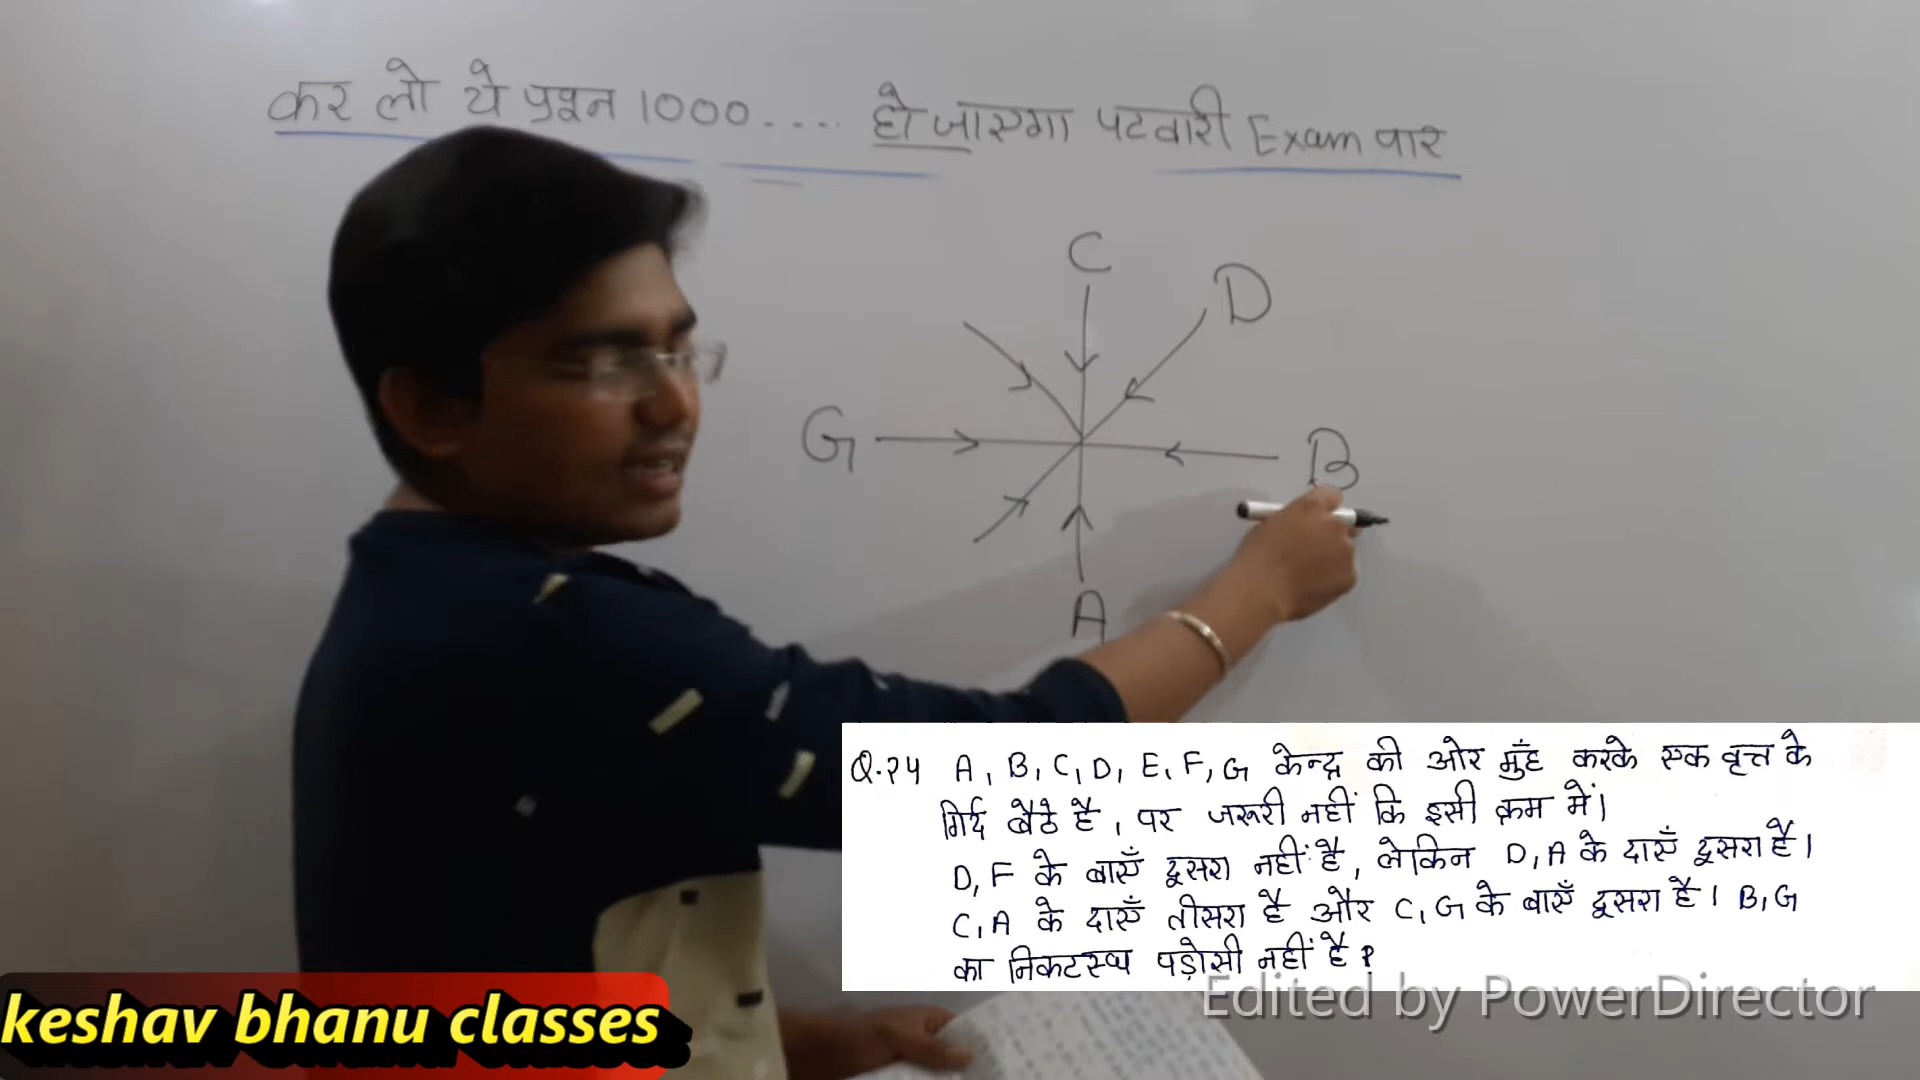 कर लो ये प्रश्न 1000.... हो जाएगा पटवारी Exam पार
C
D
G
B
A
Q.24 A, B, C, D, E, F, G केन्द्र की ओर मुँह करके एक वृत्त के
गिर्द बैठे है, पर जरूरी नहीं कि इसी क्रम में।
D, F के बाएँ दूसरा नहीं है, लेकिन D, A के दाएँ दूसरा है।
C, A के दाएँ तीसरा है और C, G के बाएँ दूसरा है। B, G
का निकटस्थ पड़ोसी नहीं है ?
Edited by PowerDirector
keshav bhanu classes